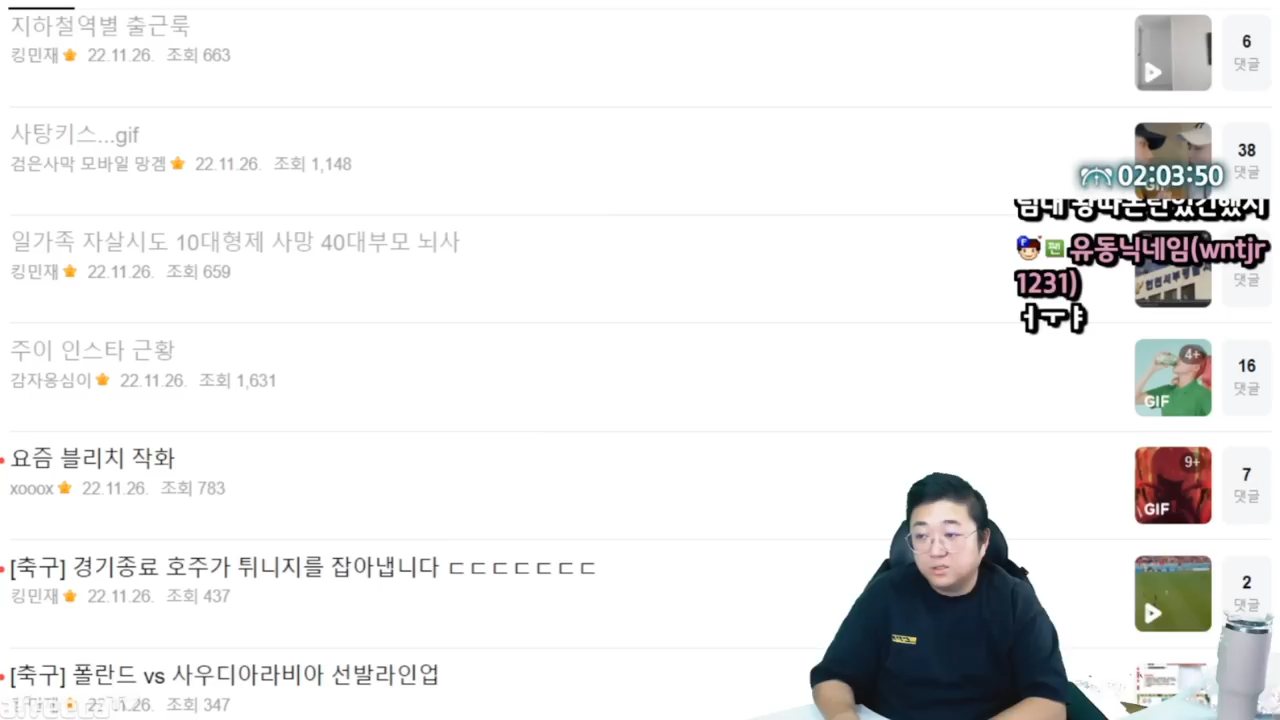 지하철역별 출근룩
킹민재 22.11.26. 조회 663
6
댓글
사탕키스...gif
검은사막 모바일 망겜 22.11.26. 조회 1,148
38
댓글
02:03:50
유동닉네임(wntjr
1231)
ㅓㅜㅑ
일가족 자살시도 10대형제 사망 40대부모 뇌사
킹민재 22.11.26. 조회 659
댓글
주이 인스타 근황
감자옹심이 22.11.26. 조회 1,631
4+
GIF
16
댓글
요즘 블리치 작화
xooox 22.11.26. 조회 783
9+
GIF
7
댓글
[축구] 경기종료 호주가 튀니지를 잡아냅니다 ㄷㄷㄷㄷㄷㄷㄷ
킹민재 22.11.26. 조회 437
2
댓글
[축구] 폴란드 vs 사우디아라비아 선발라인업
22.11.26. 조회 347
afreeca